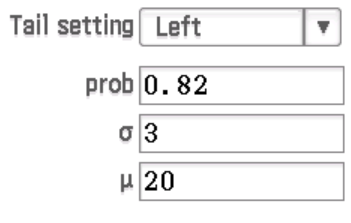 Tail setting Left
prob 0.82
σ 3
μ 20